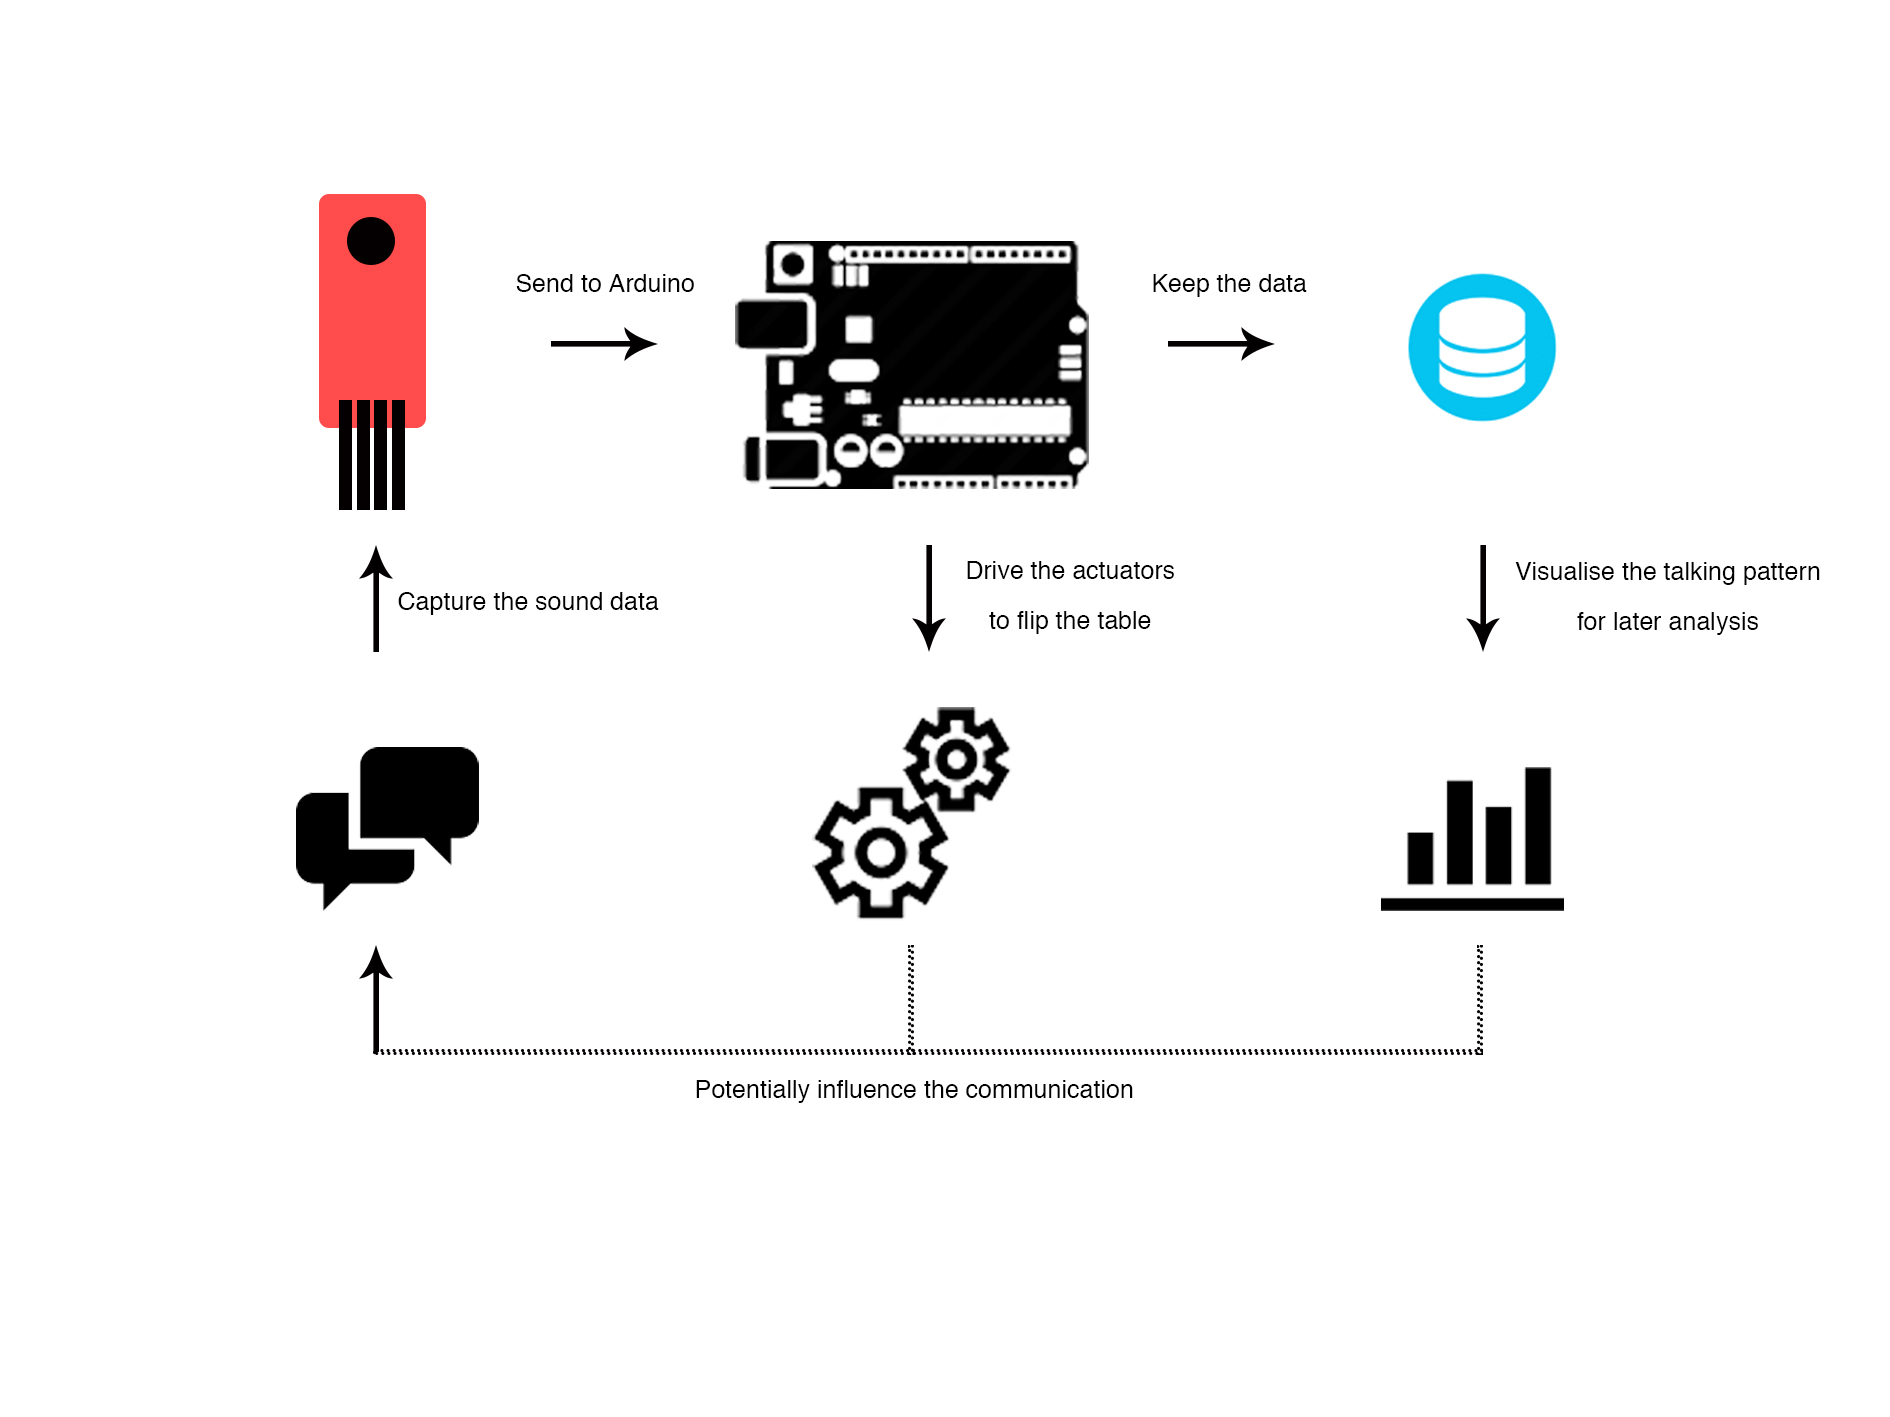 Send to Arduino
Keep the data
Capture the sound data
Drive the actuators
to flip the table
Visualise the talking pattern
for later analysis
Potentially influence the communication